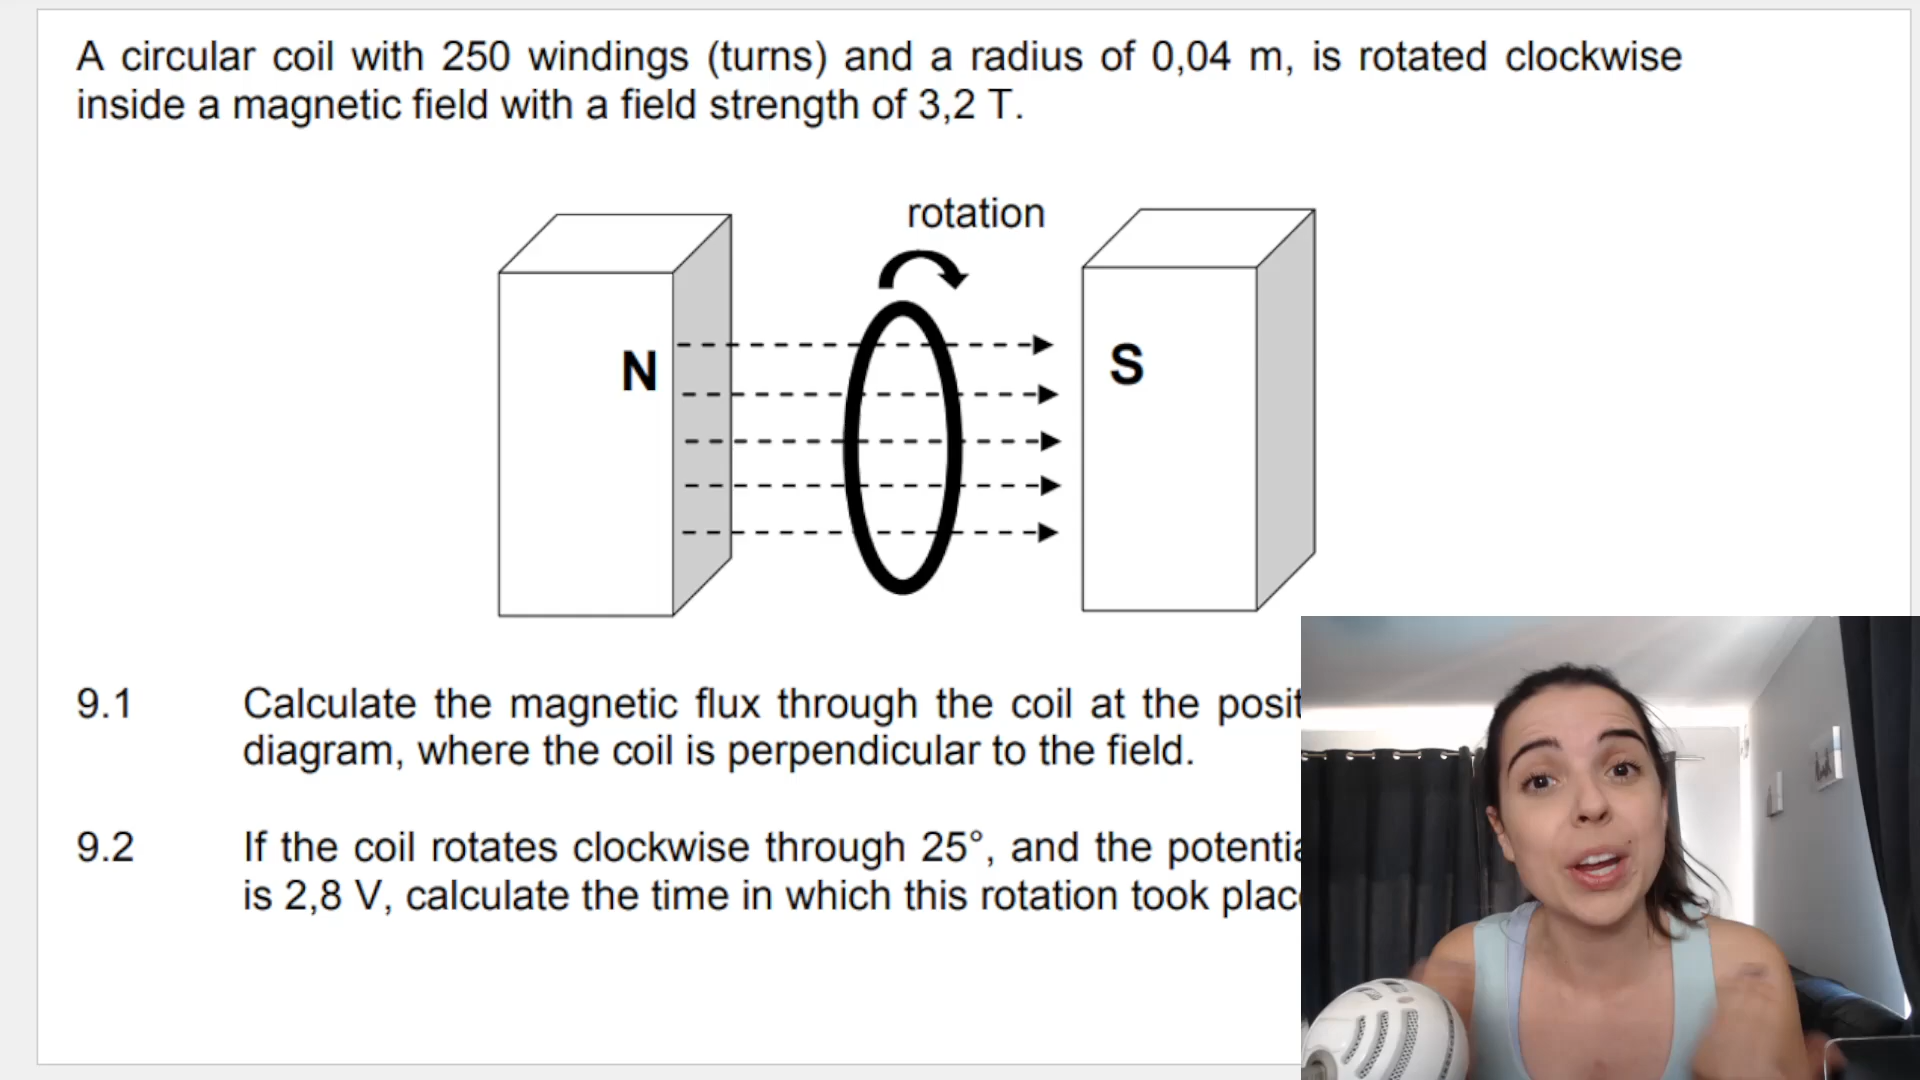 A circular coil with 250 windings (turns) and a radius of 0,04 m, is rotated clockwise
inside a magnetic field with a field strength of 3,2 T.
rotation
N
S
9.1 Calculate the magnetic flux through the coil at the posit
diagram, where the coil is perpendicular to the field.
9.2 If the coil rotates clockwise through 25°, and the potentia
is 2,8 V, calculate the time in which this rotation took plac